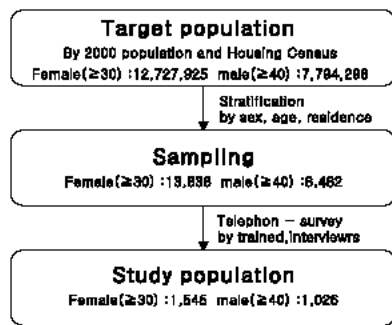 Target population
By 2000 population and Housing Census
Female(≥30) :12,727,925 male(≥40) :7,794,298
Stratification
by sex, age, residence
Sampling
Female(≥30) :13,836 male(≥40) :6,462
Telephon – survey
by trained,interviewrs
Study population
Female(≥30) :1,545 male(≥40) :1,026